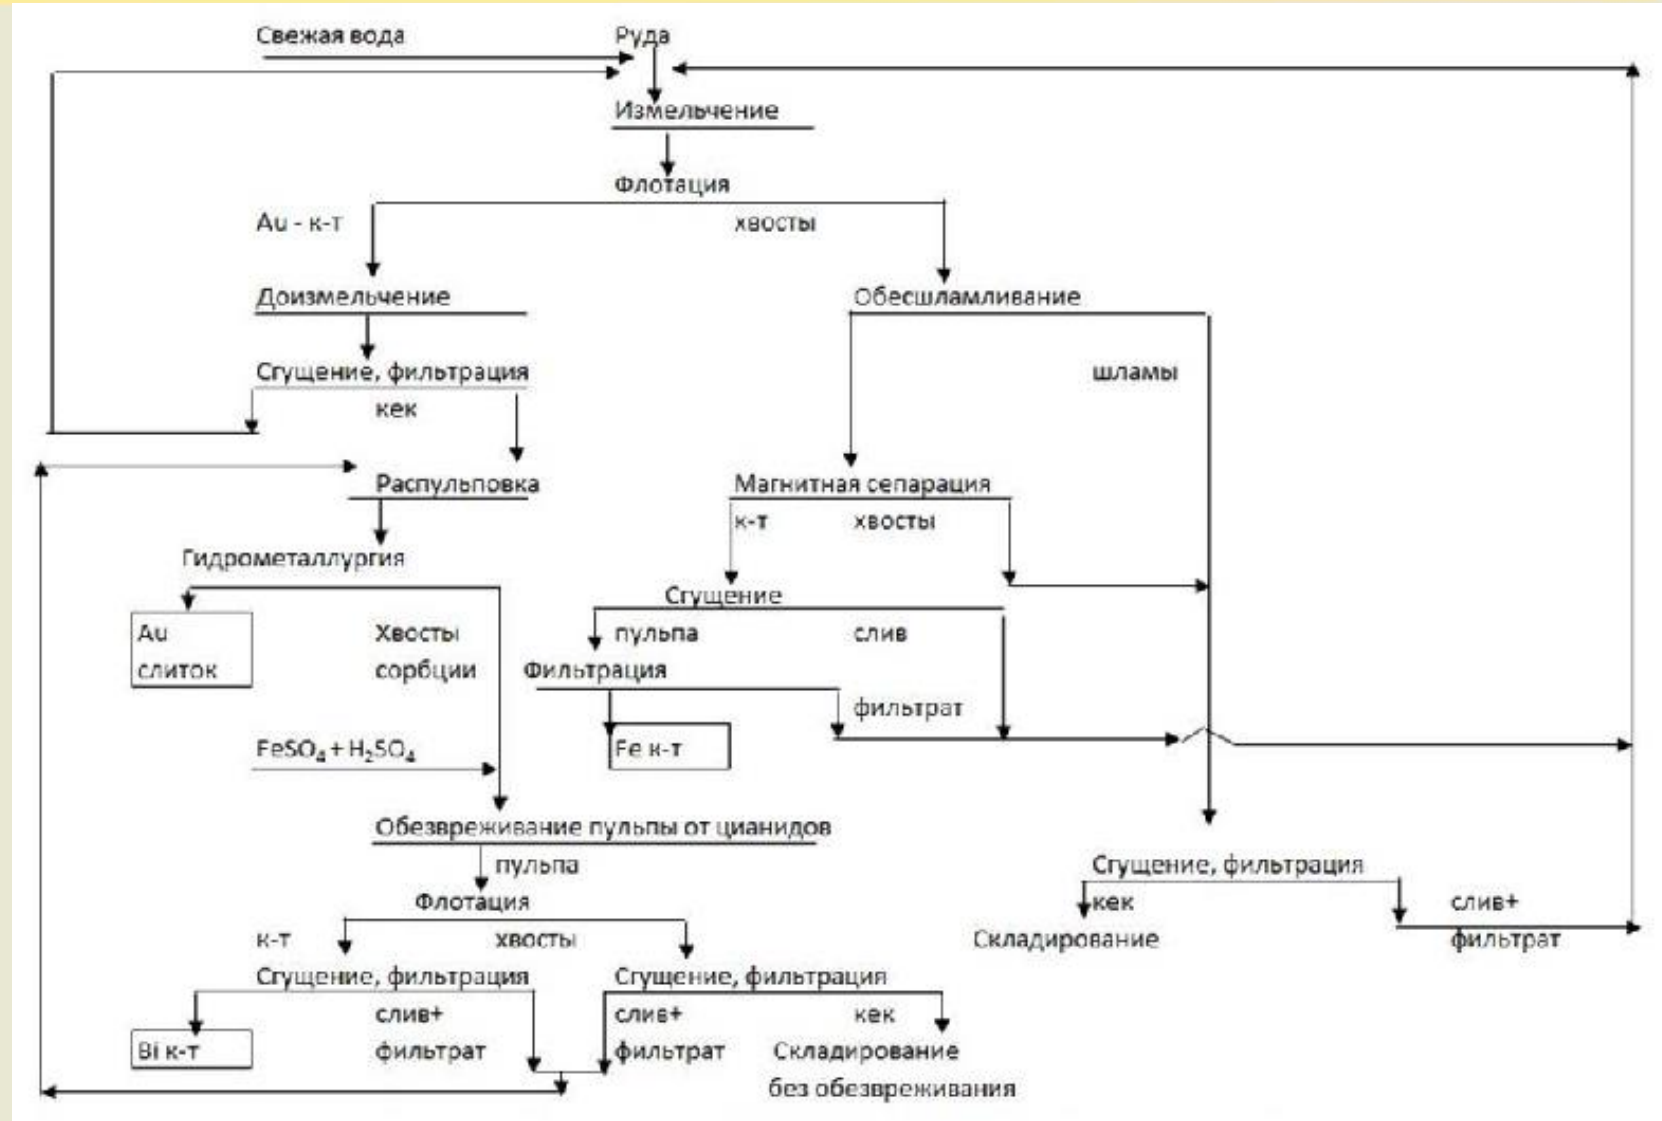 Свежая вода Руда
Измельчение
Флотация
Au - к-т хвосты
Доизмельчение Обесшламливание
Сгущение, фильтрация шламы
кек
Распульповка Магнитная сепарация
к-т хвосты
Гидрометаллургия
Сгущение
Au Хвосты пульпа слив
слиток сорбции Фильтрация
фильтрат
FeSO₄ + H₂SO₄ Fe к-т
Обезвреживание пульпы от цианидов
пульпа Сгущение, фильтрация
Флотация кек слив+
к-т хвосты Складирование фильтрат
Сгущение, фильтрация Сгущение, фильтрация
слив+ слив+ кек
Bi к-т фильтрат фильтрат Складирование
без обезвреживания